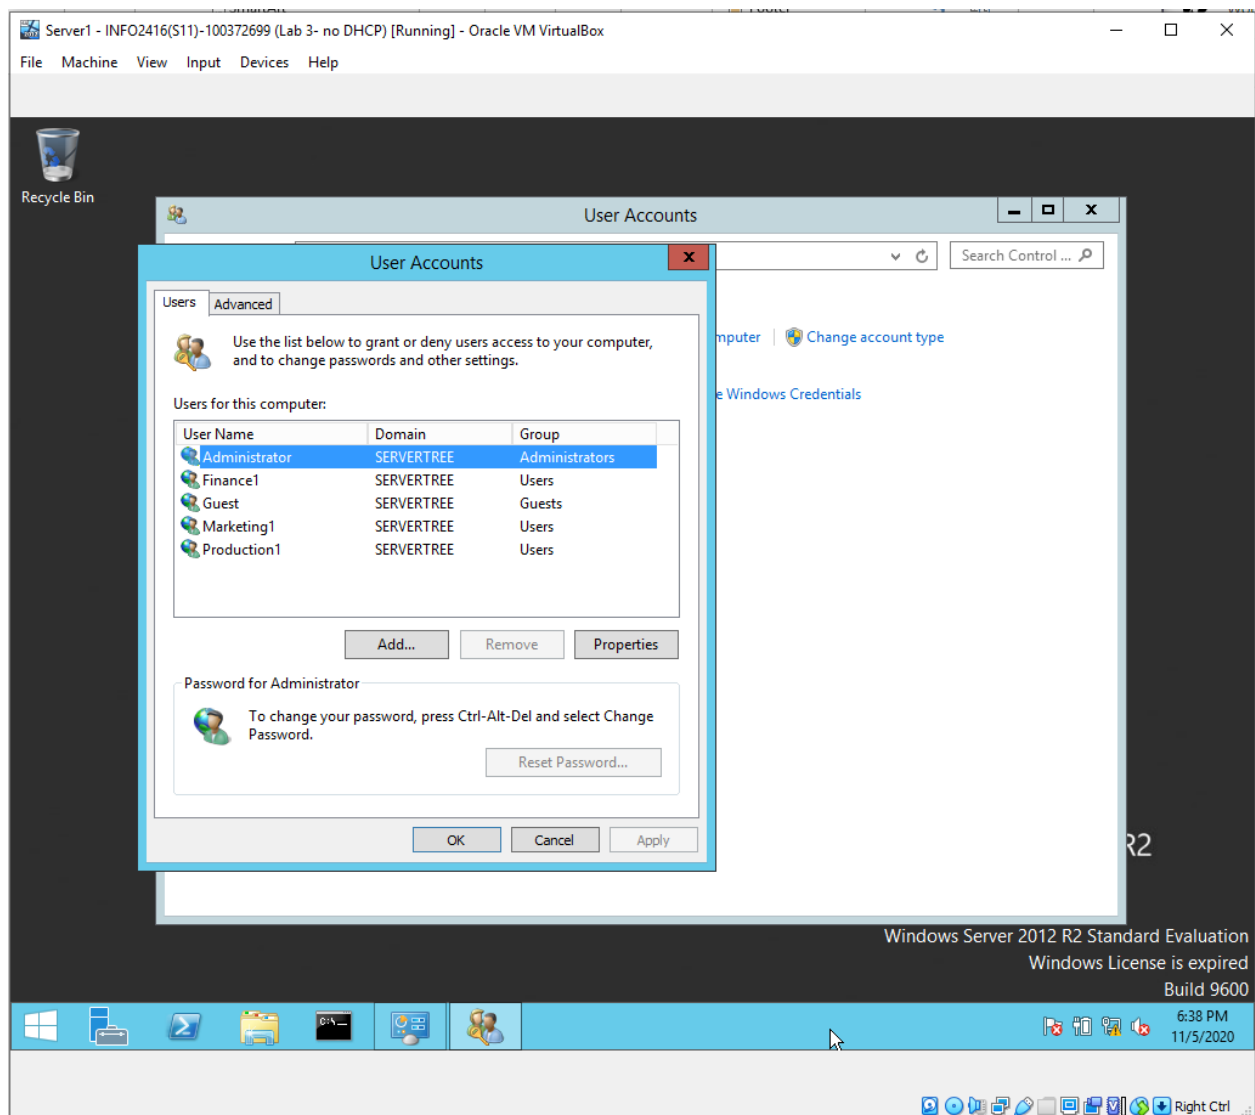 Server1 - INFO2416(S11)-100372699 (Lab 3- no DHCP) [Running] - Oracle VM VirtualBox
File Machine View Input Devices Help
Recycle Bin
User Accounts
Search Control ...
User Accounts
Users Advanced
Use the list below to grant or deny users access to your computer,
and to change passwords and other settings.
mputer Change account type
e Windows Credentials
Users for this computer:
User Name Domain Group
Administrator SERVERTREE Administrators
Finance1 SERVERTREE Users
Guest SERVERTREE Guests
Marketing1 SERVERTREE Users
Production1 SERVERTREE Users
Add... Remove Properties
Password for Administrator
To change your password, press Ctrl-Alt-Del and select Change
Password.
Reset Password...
OK Cancel Apply
R2
Windows Server 2012 R2 Standard Evaluation
Windows License is expired
Build 9600
6:38 PM
11/5/2020
Right Ctrl